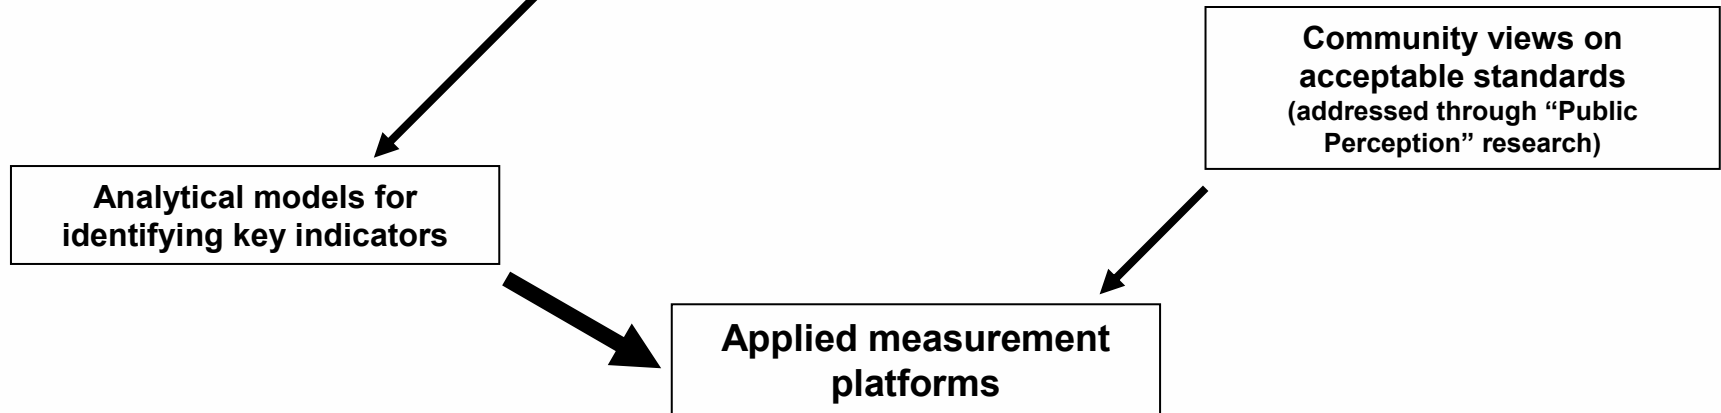 Community views on
acceptable standards
(addressed through “Public
Perception” research)
Analytical models for
identifying key indicators
Applied measurement
platforms